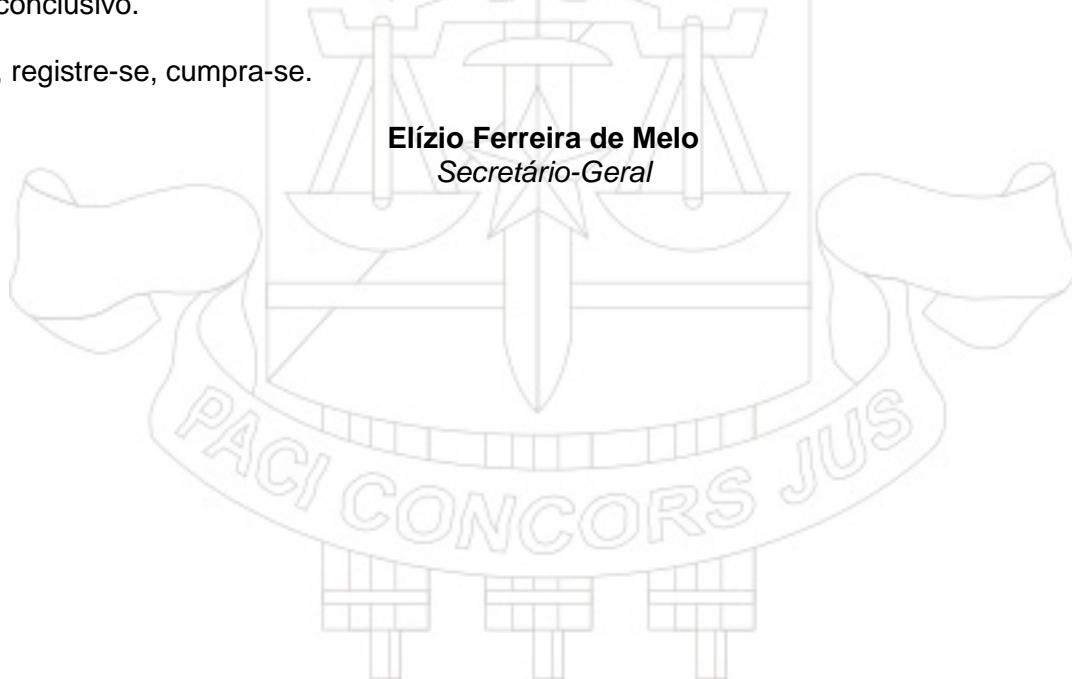 conclusivo.
, registre-se, cumpra-se.
Elízio Ferreira de Melo
Secretário-Geral
PACI CONCORS JUS